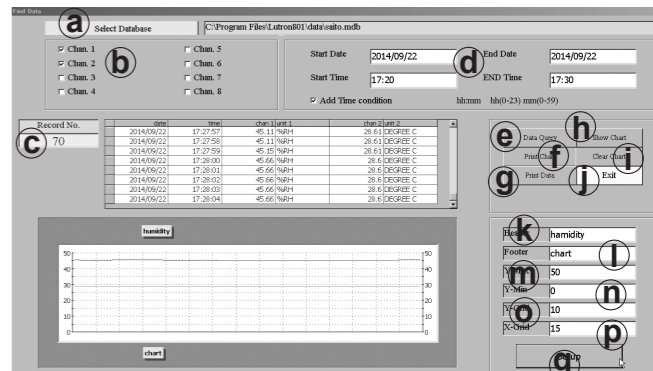 Find Data
a Select Database C:\Program Files\Lutron801\data\saito.mdb
Chan. 1 Chan. 5
Chan. 2 Chan. 6
b
Chan. 3 Chan. 7
Chan. 4 Chan. 8
Start Date 2014/09/22 d End Date 2014/09/22
Start Time 17:20 END Time 17:30
Add Time condition hh:mm hh(0-23) mm(0-59)
Record No.
c 70
date time chan 1 unit 1 chan 2 unit 2
2014/09/22 17:27:57 45.11 %RH 28.61 DEGREE C
2014/09/22 17:27:58 45.11 %RH 28.6 DEGREE C
2014/09/22 17:27:59 45.15 %RH 28.61 DEGREE C
2014/09/22 17:28:00 45.66 %RH 28.6 DEGREE C
2014/09/22 17:28:01 45.66 %RH 28.6 DEGREE C
2014/09/22 17:28:02 45.66 %RH 28.6 DEGREE C
2014/09/22 17:28:03 45.66 %RH 28.6 DEGREE C
2014/09/22 17:28:04 45.66 %RH 28.6 DEGREE C
e Data Query h Show Chart
Print Chart f Clear Chart i
g Print Data j Exit
humidity
50 50
40 40
30 30
20 20
10 10
0 0
chart
Header k hamidity
Footer chart l
Y-Max m 50
Y-Min 0 n
Y-Grid o 10
X-Grid 15 p
Setup
q